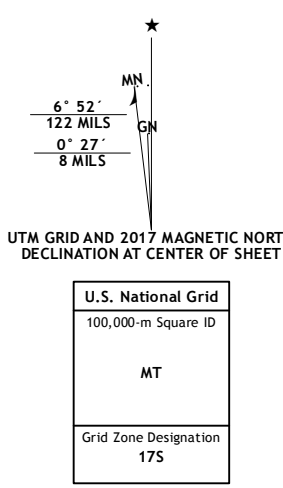 ★
MN
6° 52´
122 MILS
GN
0° 27´
8 MILS
UTM GRID AND 2017 MAGNETIC NORT
DECLINATION AT CENTER OF SHEET
U.S. National Grid
100,000-m Square ID
MT
Grid Zone Designation
17S